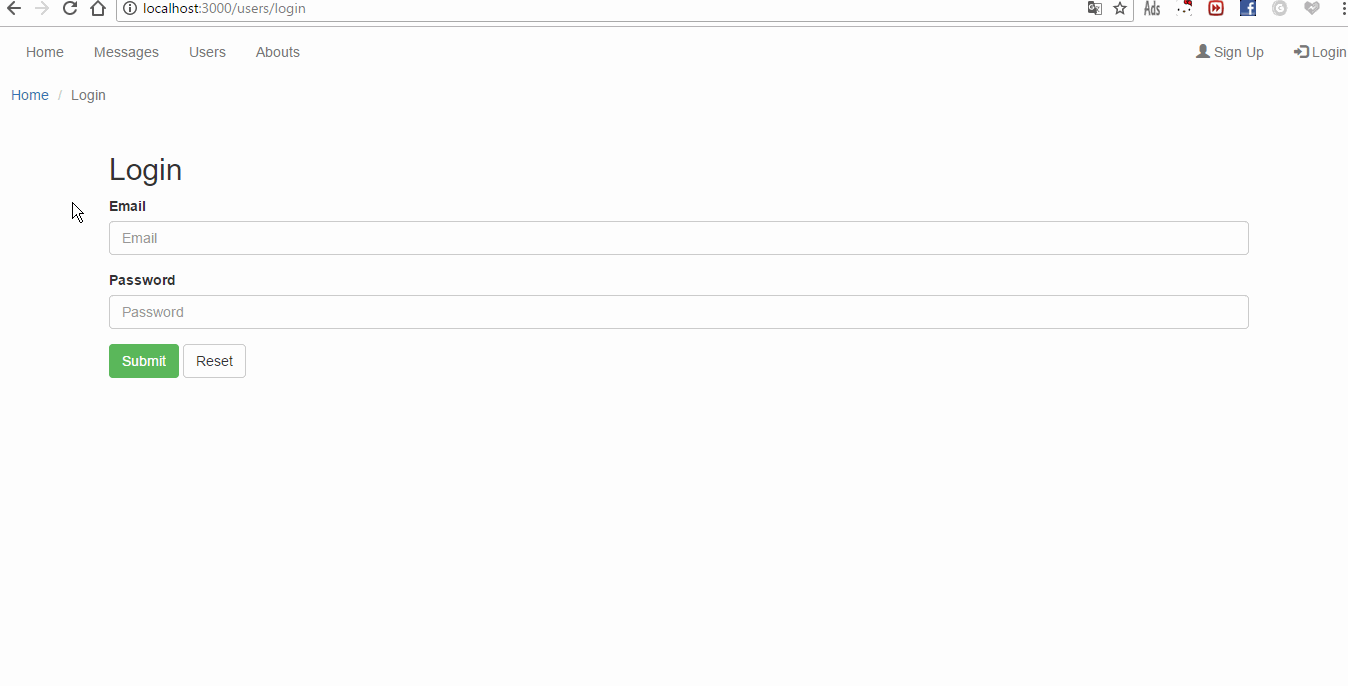 localhost:3000/users/login
Ads
Home Messages Users Abouts Sign Up Login
Home / Login
Login
Email
Email
Password
Password
Submit Reset